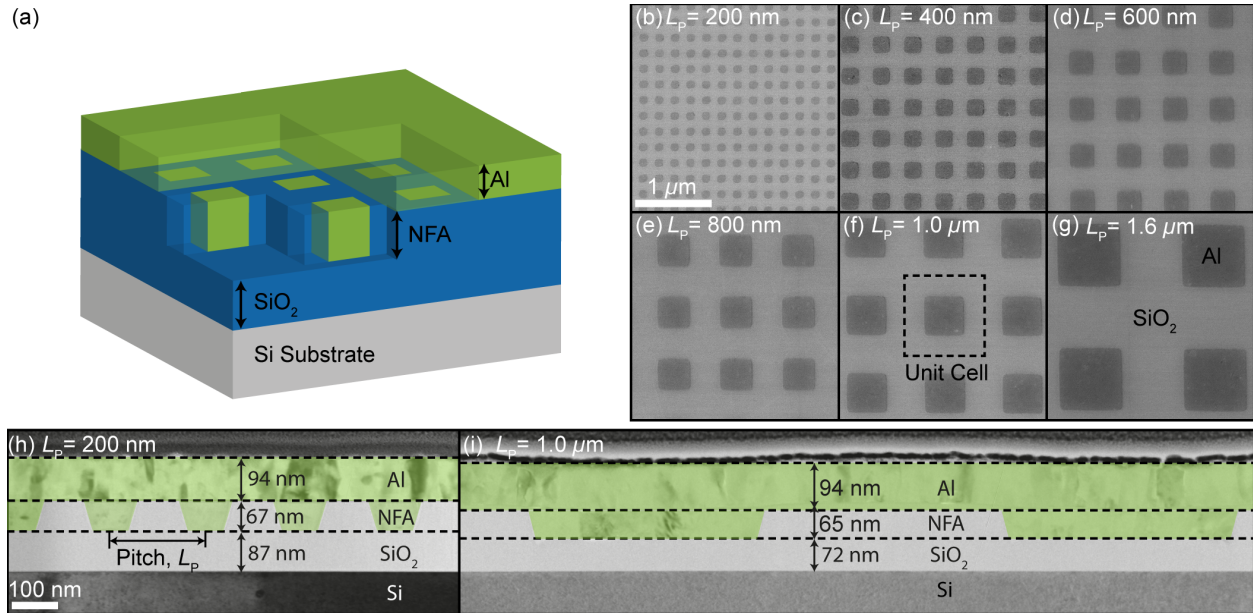 (a)
Al
NFA
SiO₂
Si Substrate
(b) Lₚ = 200 nm
1 μm
(c) Lₚ = 400 nm
(d) Lₚ = 600 nm
(e) Lₚ = 800 nm
(f) Lₚ = 1.0 μm
Unit Cell
(g) Lₚ = 1.6 μm
Al
SiO₂
(h) Lₚ = 200 nm
94 nm Al
67 nm NFA
Pitch, Lₚ
87 nm SiO₂
100 nm
Si
(i) Lₚ = 1.0 μm
94 nm Al
65 nm NFA
72 nm SiO₂
Si